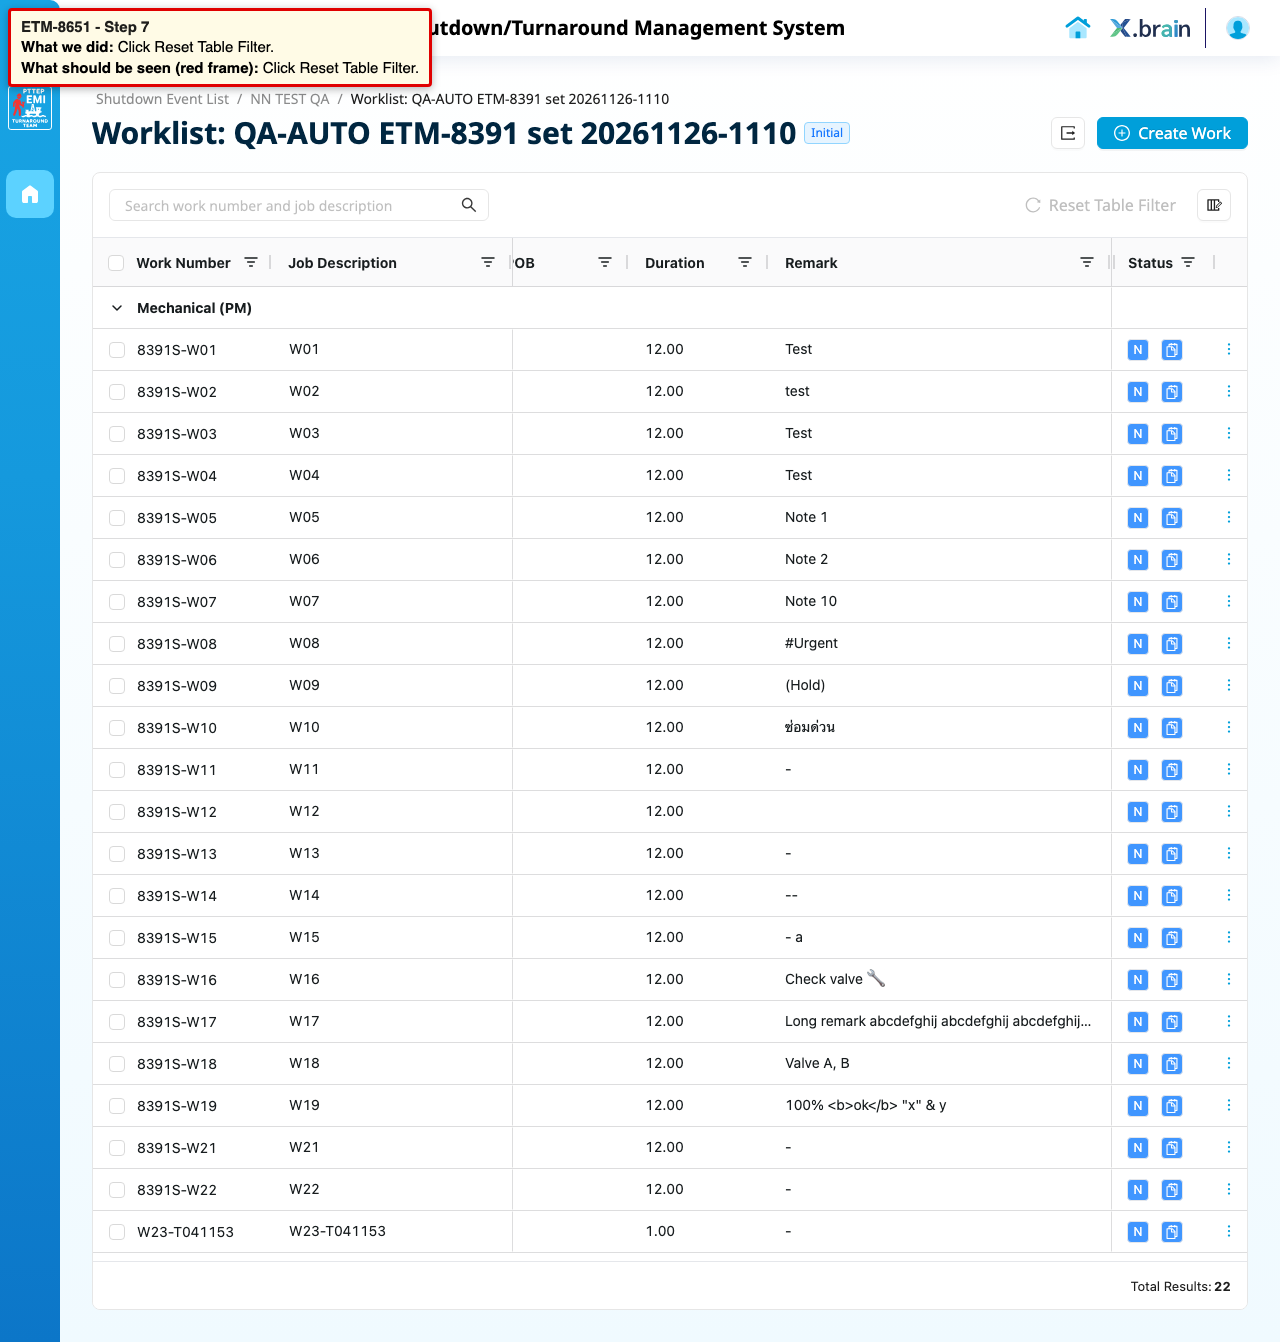 ETM-8651 - Step 7
What we did: Click Reset Table Filter.
What should be seen (red frame): Click Reset Table Filter.
utdown/Turnaround Management System
X.brain
PTTEP
EMI
TURNAROUND
TEAM
Shutdown Event List / NN TEST QA / Worklist: QA-AUTO ETM-8391 set 20261126-1110
Worklist: QA-AUTO ETM-8391 set 20261126-1110 Initial
Create Work
Search work number and job description
Reset Table Filter
Work Number Job Description OB Duration Remark Status
Mechanical (PM)
8391S-W01 W01 12.00 Test N
8391S-W02 W02 12.00 test N
8391S-W03 W03 12.00 Test N
8391S-W04 W04 12.00 Test N
8391S-W05 W05 12.00 Note 1 N
8391S-W06 W06 12.00 Note 2 N
8391S-W07 W07 12.00 Note 10 N
8391S-W08 W08 12.00 #Urgent N
8391S-W09 W09 12.00 (Hold) N
8391S-W10 W10 12.00 ซ่อมด่วน N
8391S-W11 W11 12.00 - N
8391S-W12 W12 12.00 N
8391S-W13 W13 12.00 - N
8391S-W14 W14 12.00 -- N
8391S-W15 W15 12.00 - a N
8391S-W16 W16 12.00 Check valve 🔧 N
8391S-W17 W17 12.00 Long remark abcdefghij abcdefghij abcdefghij... N
8391S-W18 W18 12.00 Valve A, B N
8391S-W19 W19 12.00 100% <b>ok</b> "x" & y N
8391S-W21 W21 12.00 - N
8391S-W22 W22 12.00 - N
W23-T041153 W23-T041153 1.00 - N
Total Results: 22